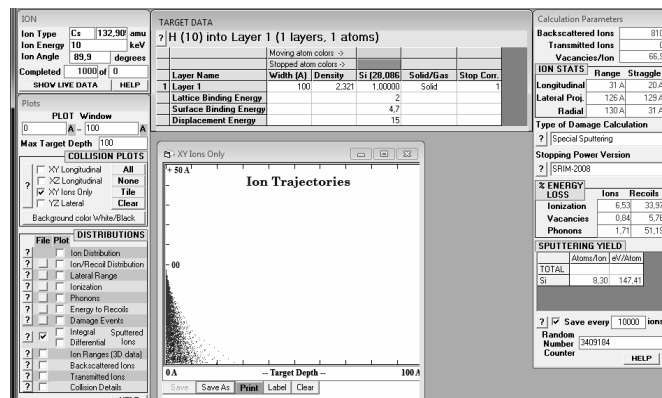 ION
Ion Type Cs 132,90 amu
Ion Energy 10 keV
Ion Angle 89,9 degrees
Completed 1000 of 0
SHOW LIVE DATA HELP
Plots
PLOT Window
0 A - 100 A
Max Target Depth 100
COLLISION PLOTS
? XY Longitudinal All
XZ Longitudinal None
XY Ions Only Tile
YZ Lateral Clear
Background color White/Black
File Plot DISTRIBUTIONS
? Ion Distribution
? Ion/Recoil Distribution
? Lateral Range
? Ionization
? Phonons
? Energy to Recoils
? Damage Events
? Integral Sputtered
Differential Ions
? Ion Ranges (3D data)
? Backscattered Ions
? Transmitted Ions
? Collision Details
TARGET DATA
? H (10) into Layer 1 (1 layers, 1 atoms)
Moving atom colors ->
Stopped atom colors ->
Layer Name Width (A) Density Si (28,086 Solid/Gas Stop Corr.
1 Layer 1 100 2,321 1,00000 Solid 1
Lattice Binding Energy 2
Surface Binding Energy 4,7
Displacement Energy 15
XY Ions Only
+ 50 A
Ion Trajectories
- 00
0 A -- Target Depth -- 100 A
Save Save As Print Label Clear
Calculation Parameters
Backscattered Ions 810
Transmitted Ions
Vacancies/Ion 66,9
ION STATS Range Straggle
Longitudinal 31 A 20 A
Lateral Proj. 126 A 129 A
Radial 130 A 31 A
Type of Damage Calculation
? Special Sputtering
Stopping Power Version
? SRIM-2008
% ENERGY LOSS Ions Recoils
Ionization 6,53 33,97
Vacancies 0,84 5,76
Phonons 1,71 51,19
SPUTTERING YIELD
Atoms/Ion eV/Atom
TOTAL
Si 8,30 147,41
? Save every 10000 ions
Random
Number 3409184
Counter
HELP